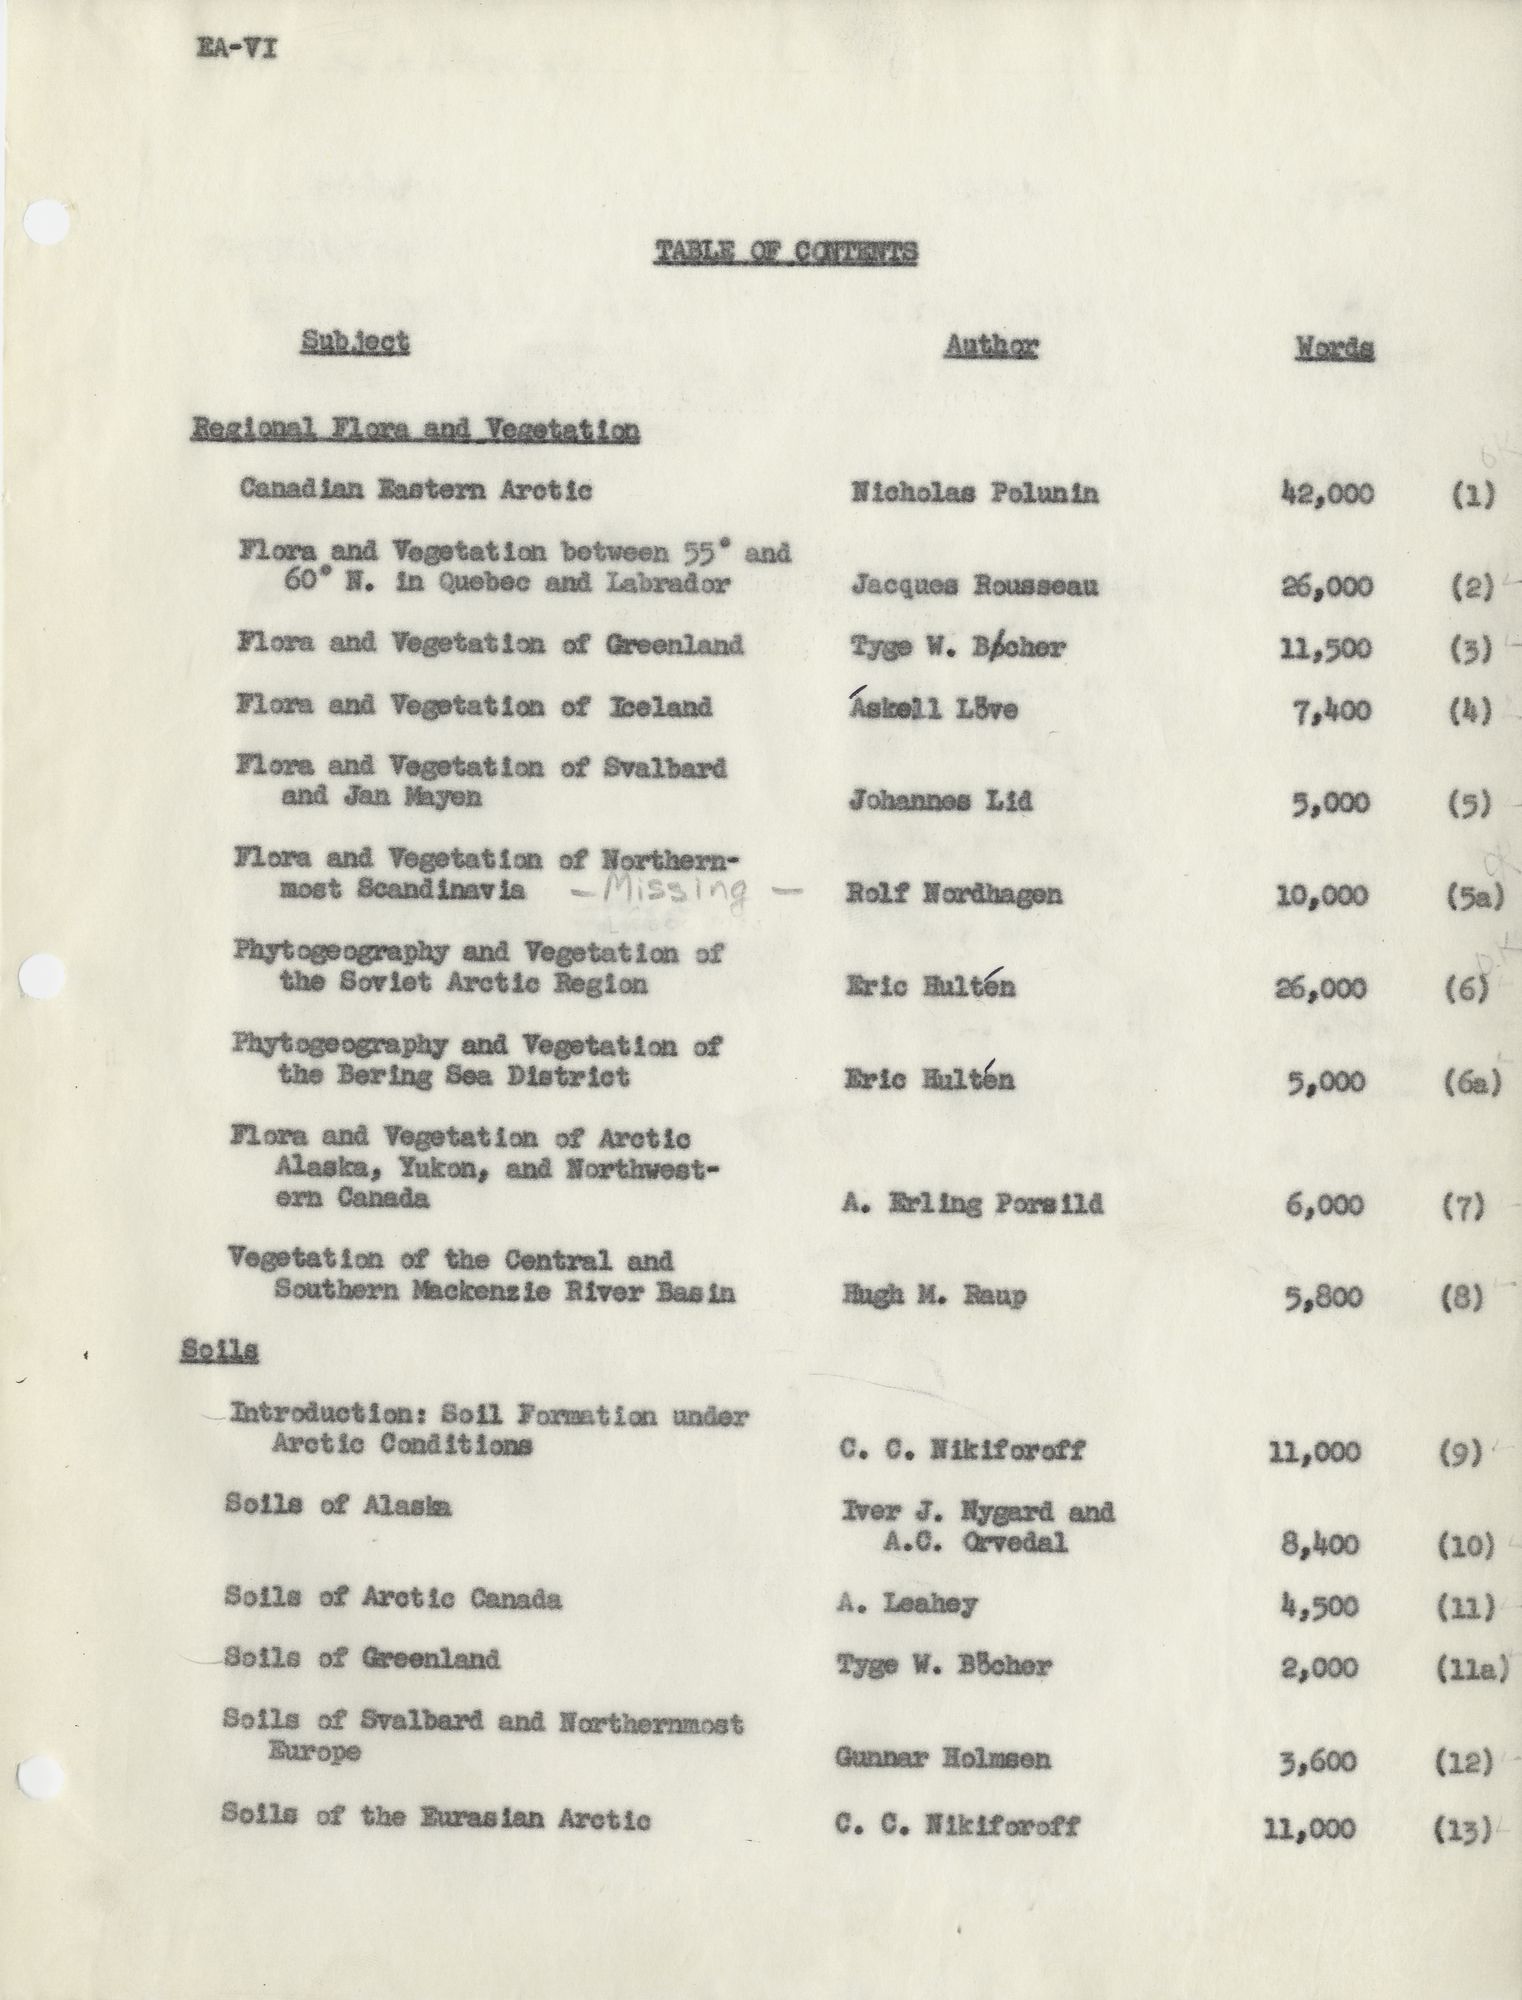 EA-VI
TABLE OF CONTENTS
Subject Author Words
Regional Flora and Vegetation
Canadian Eastern Arctic Nicholas Polunin 42,000 (1)
Flora and Vegetation between 55° and
60° N. in Quebec and Labrador Jacques Rousseau 26,000 (2)
Flora and Vegetation of Greenland Tyge W. Bøcher 11,500 (3)
Flora and Vegetation of Iceland Áskell Löve 7,400 (4)
Flora and Vegetation of Svalbard
and Jan Mayen Johannes Lid 5,000 (5)
Flora and Vegetation of Northern-
most Scandinavia - Missing - Rolf Nordhagen 10,000 (5a)
Phytogeography and Vegetation of
the Soviet Arctic Region Eric Hultén 26,000 (6)
Phytogeography and Vegetation of
the Bering Sea District Eric Hultén 5,000 (6a)
Flora and Vegetation of Arctic
Alaska, Yukon, and Northwest-
ern Canada A. Erling Porsild 6,000 (7)
Vegetation of the Central and
Southern Mackenzie River Basin Hugh M. Raup 5,800 (8)
Soils
Introduction: Soil Formation under
Arctic Conditions C. C. Nikiforoff 11,000 (9)
Soils of Alaska Iver J. Nygard and
A.C. Orvedal 8,400 (10)
Soils of Arctic Canada A. Leahey 4,500 (11)
Soils of Greenland Tyge W. Böcher 2,000 (11a)
Soils of Svalbard and Northernmost
Europe Gunnar Holmsen 3,600 (12)
Soils of the Eurasian Arctic C. C. Nikiforoff 11,000 (13)